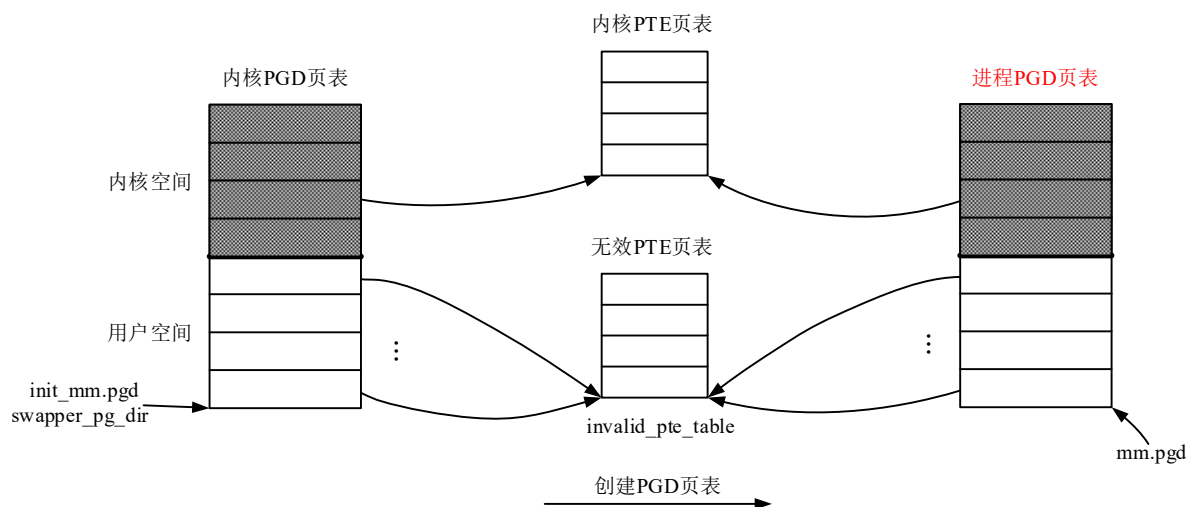 内核PTE页表
内核PGD页表
进程PGD页表
内核空间
无效PTE页表
用户空间
...
...
init_mm.pgd
swapper_pg_dir
invalid_pte_table
mm.pgd
创建PGD页表